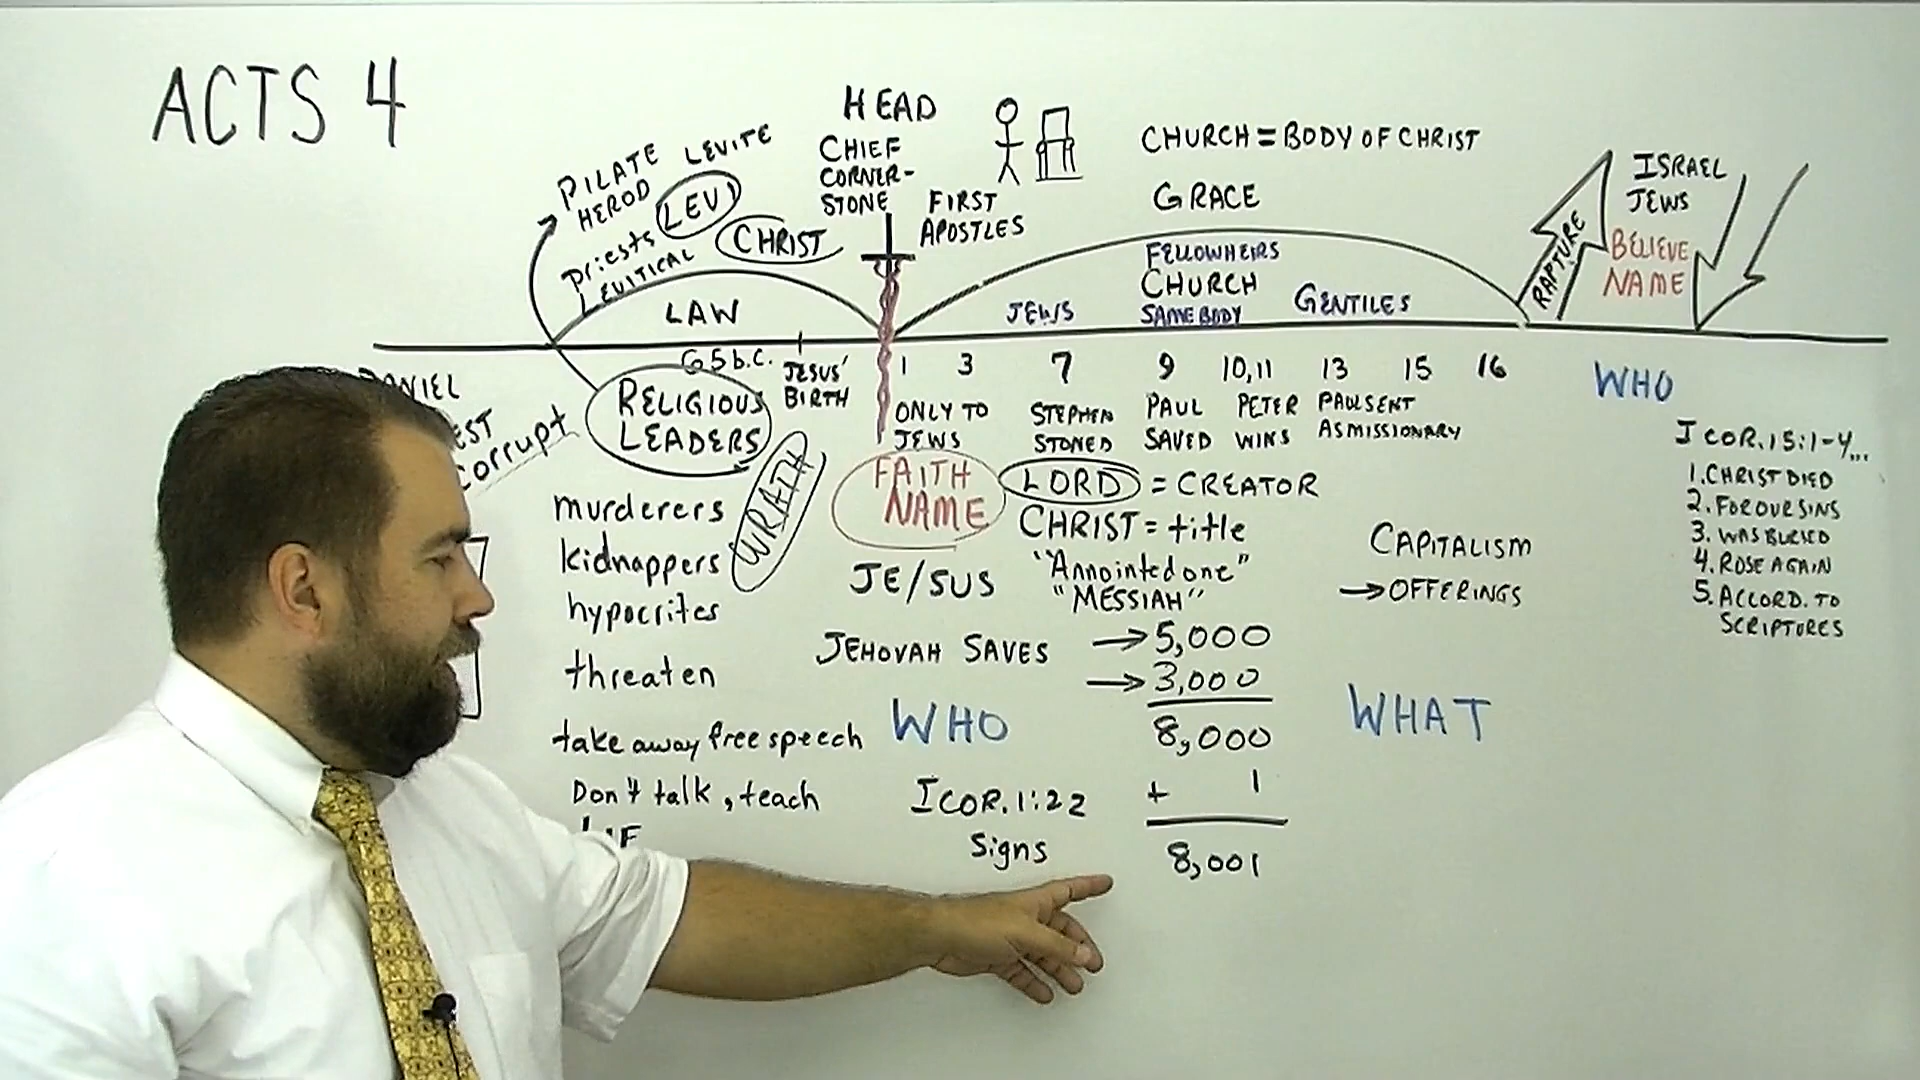 ACTS 4
PILATE
HEROD
LEVITE
LEVI
Priests
LEVITICAL
CHRIST
LAW
HEAD
CHIEF
CORNER-
STONE
FIRST
APOSTLES
CHURCH = BODY OF CHRIST
GRACE
FELLOWHEIRS
CHURCH
SAME BODY
JEWS
GENTILES
RAPTURE
ISRAEL
JEWS
BELIEVE
NAME
65 b.c.
JESUS'
BIRTH
1 3 7 9 10,11 13 15 16
ONLY TO
JEWS
STEPHEN
STONED
PAUL
SAVED
PETER
WINS
PAUL SENT
AS MISSIONARY
WHO
I COR. 15:1-4...
1. CHRIST DIED
2. FOR OUR SINS
3. WAS BURIED
4. ROSE AGAIN
5. ACCORD. TO
SCRIPTURES
NIEL
EST
corrupt
RELIGIOUS
LEADERS
WRATH
murderers
kidnappers
hypocrites
threaten
take away free speech
Don't talk, teach
FAITH
NAME
LORD = CREATOR
CHRIST = title
"Annointed one"
"MESSIAH"
JE/SUS
JEHOVAH SAVES
WHO
I COR. 1:22
Signs
→ 5,000
→ 3,000
8,000
+ 1
8,001
CAPITALISM
→ OFFERINGS
WHAT